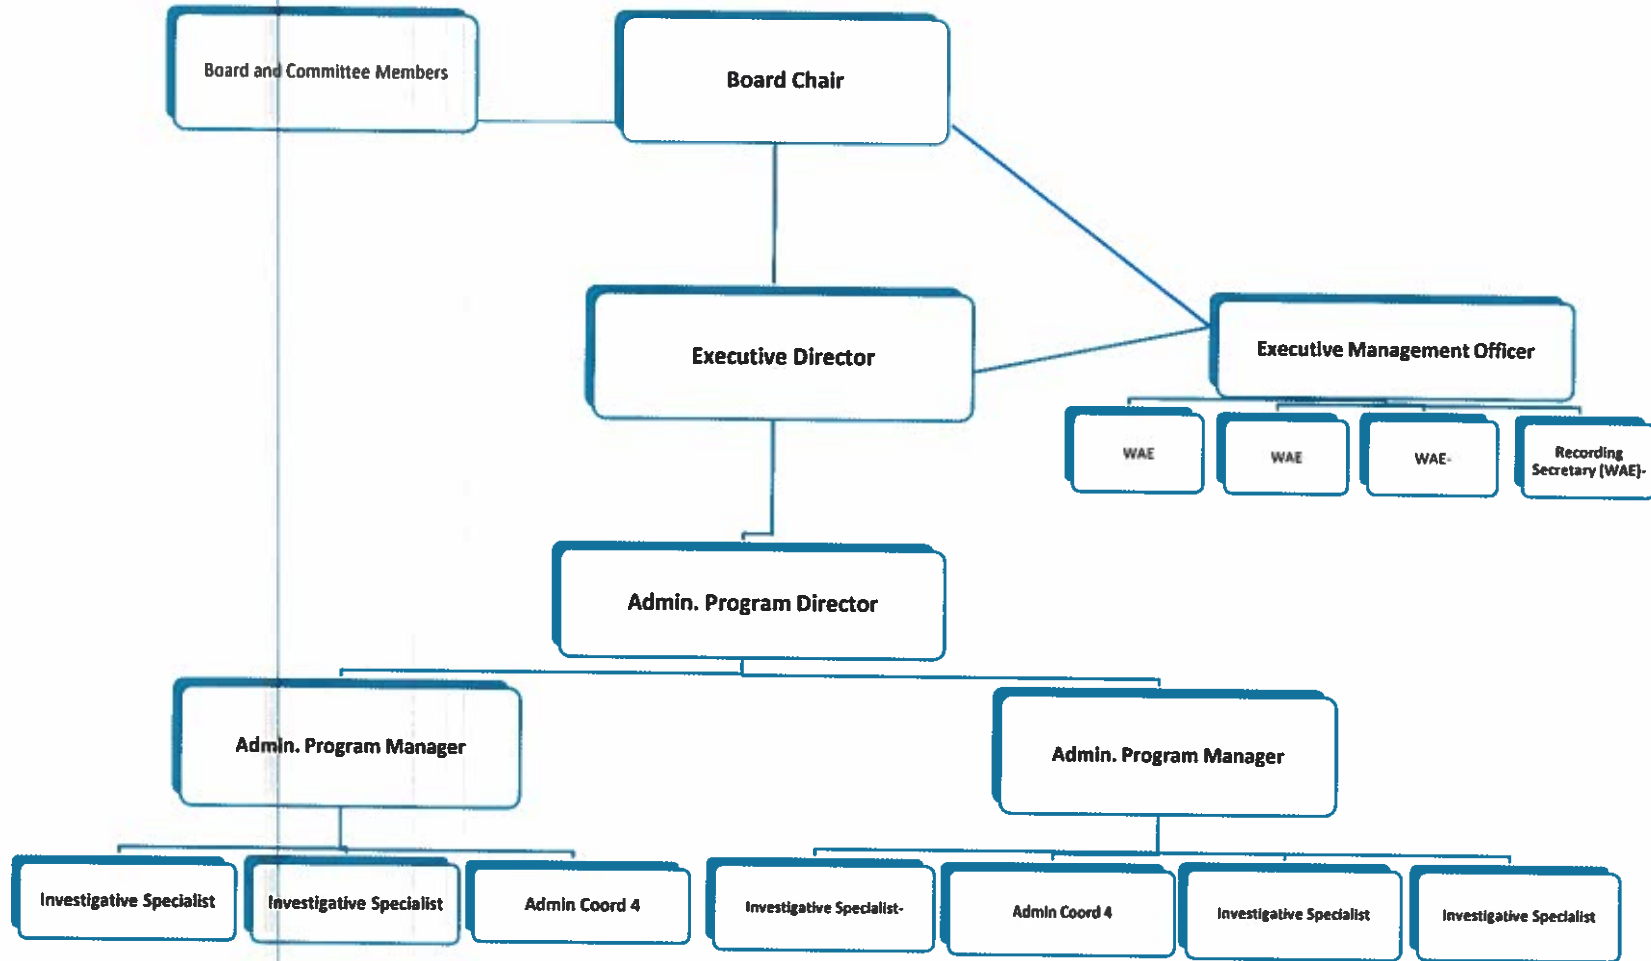 Board and Committee Members
Board Chair
Executive Director
Executive Management Officer
WAE
WAE
WAE-
Recording
Secretary (WAE)-
Admin. Program Director
Admin. Program Manager
Admin. Program Manager
Investigative Specialist
Investigative Specialist
Admin Coord 4
Investigative Specialist-
Admin Coord 4
Investigative Specialist
Investigative Specialist